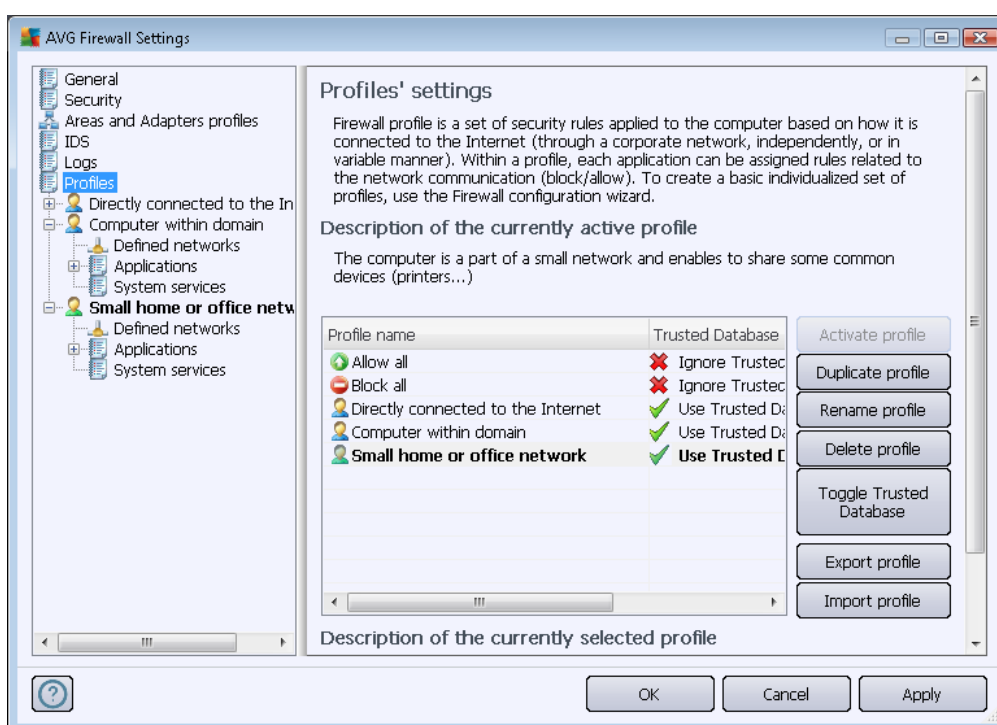 AVG Firewall Settings
General
Security
Areas and Adapters profiles
IDS
Logs
Profiles
Directly connected to the In
Computer within domain
Defined networks
Applications
System services
Small home or office netw
Defined networks
Applications
System services
Profiles' settings
Firewall profile is a set of security rules applied to the computer based on how it is
connected to the Internet (through a corporate network, independently, or in
variable manner). Within a profile, each application can be assigned rules related to
the network communication (block/allow). To create a basic individualized set of
profiles, use the Firewall configuration wizard.
Description of the currently active profile
The computer is a part of a small network and enables to share some common
devices (printers...)
Profile name Trusted Database
Allow all Ignore Trusted
Block all Ignore Trusted
Directly connected to the Internet Use Trusted Da
Computer within domain Use Trusted Da
Small home or office network Use Trusted D
Activate profile
Duplicate profile
Rename profile
Delete profile
Toggle Trusted
Database
Export profile
Import profile
Description of the currently selected profile
OK Cancel Apply